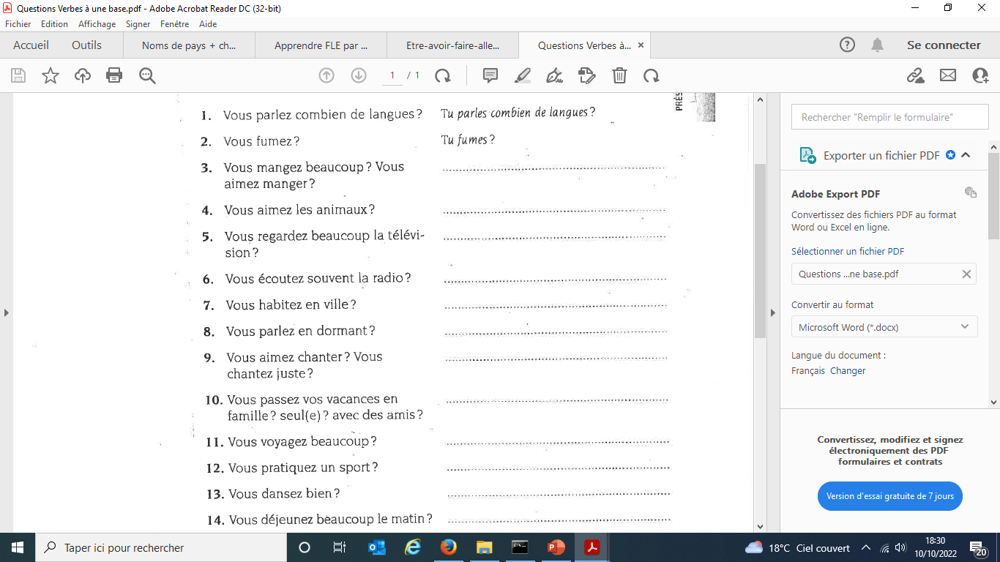 Questions Verbes à une base.pdf - Adobe Acrobat Reader DC (32-bit)
Fichier Edition Affichage Signer Fenêtre Aide
Accueil Outils Noms de pays + ch... Apprendre FLE par ... Etre-avoir-faire-alle... Questions Verbes à...
Se connecter
1 / 1
PRÉS
1. Vous parlez combien de langues ? Tu parles combien de langues ?
2. Vous fumez ? Tu fumes ?
3. Vous mangez beaucoup ? Vous
aimez manger ?
4. Vous aimez les animaux ?
5. Vous regardez beaucoup la télévi-
sion ?
6. Vous écoutez souvent la radio ?
7. Vous habitez en ville ?
8. Vous parlez en dormant ?
9. Vous aimez chanter ? Vous
chantez juste ?
10. Vous passez vos vacances en
famille ? seul(e) ? avec des amis ?
11. Vous voyagez beaucoup ?
12. Vous pratiquez un sport ?
13. Vous dansez bien ?
14. Vous déjeunez beaucoup le matin ?
Rechercher "Remplir le formulaire"
Exporter un fichier PDF
Adobe Export PDF
Convertissez des fichiers PDF au format
Word ou Excel en ligne.
Sélectionner un fichier PDF
Questions ...ne base.pdf
Convertir au format
Microsoft Word (*.docx)
Langue du document :
Français Changer
Convertissez, modifiez et signez
électroniquement des PDF
formulaires et contrats
Version d'essai gratuite de 7 jours
Taper ici pour rechercher
18°C Ciel couvert
18:30
10/10/2022
20